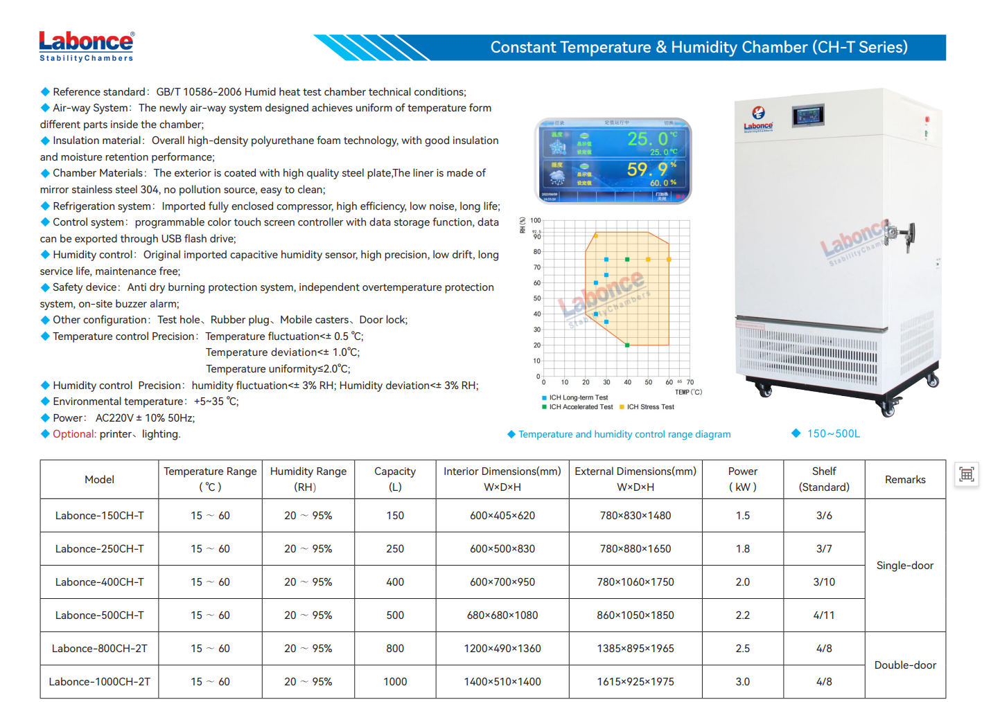 Labonce®
StabilityChambers
Constant Temperature & Humidity Chamber (CH-T Series)
◆ Reference standard: GB/T 10586-2006 Humid heat test chamber technical conditions;
◆ Air-way System: The newly air-way system designed achieves uniform of temperature form
different parts inside the chamber;
◆ Insulation material: Overall high-density polyurethane foam technology, with good insulation
and moisture retention performance;
◆ Chamber Materials: The exterior is coated with high quality steel plate,The liner is made of
mirror stainless steel 304, no pollution source, easy to clean;
◆ Refrigeration system: Imported fully enclosed compressor, high efficiency, low noise, long life;
◆ Control system: programmable color touch screen controller with data storage function, data
can be exported through USB flash drive;
◆ Humidity control: Original imported capacitive humidity sensor, high precision, low drift, long
service life, maintenance free;
◆ Safety device: Anti dry burning protection system, independent overtemperature protection
system, on-site buzzer alarm;
◆ Other configuration: Test hole、Rubber plug、Mobile casters、Door lock;
◆ Temperature control Precision: Temperature fluctuation<± 0.5 ℃;
Temperature deviation<± 1.0℃;
Temperature uniformity≤2.0℃;
◆ Humidity control Precision: humidity fluctuation<± 3% RH; Humidity deviation<± 3% RH;
◆ Environmental temperature: +5~35 ℃;
◆ Power: AC220V ± 10% 50Hz;
◆ Optional: printer、lighting.
目录 定值运行中 切换
温度 显示值 25.0 ℃
设定值 25.0 ℃
湿度 显示值 59.9 %
设定值 60.0 %
门加热
关闭
RH (%)
100
92.5
90
80
70
60
50
40
30
20
10
0
0 10 20 30 40 50 60 65 70
TEMP (℃)
Labonce
StabilityChambers
ICH Long-term Test
ICH Accelerated Test ICH Stress Test
◆ Temperature and humidity control range diagram
Labonce
StabilityChambers
Labonce
StabilityChambers
◆ 150~500L
Model Temperature Range (℃) Humidity Range (RH) Capacity (L) Interior Dimensions(mm) W×D×H External Dimensions(mm) W×D×H Power (kW) Shelf (Standard) Remarks
Labonce-150CH-T 15 ~ 60 20 ~ 95% 150 600×405×620 780×830×1480 1.5 3/6
Labonce-250CH-T 15 ~ 60 20 ~ 95% 250 600×500×830 780×880×1650 1.8 3/7
Single-door
Labonce-400CH-T 15 ~ 60 20 ~ 95% 400 600×700×950 780×1060×1750 2.0 3/10
Labonce-500CH-T 15 ~ 60 20 ~ 95% 500 680×680×1080 860×1050×1850 2.2 4/11
Labonce-800CH-2T 15 ~ 60 20 ~ 95% 800 1200×490×1360 1385×895×1965 2.5 4/8
Double-door
Labonce-1000CH-2T 15 ~ 60 20 ~ 95% 1000 1400×510×1400 1615×925×1975 3.0 4/8